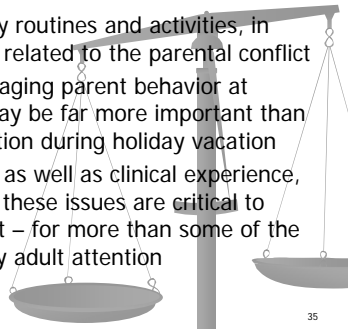 y routines and activities, in
related to the parental conflict
aging parent behavior at
ay be far more important than
tion during holiday vacation
as well as clinical experience,
these issues are critical to
t – for more than some of the
y adult attention
35